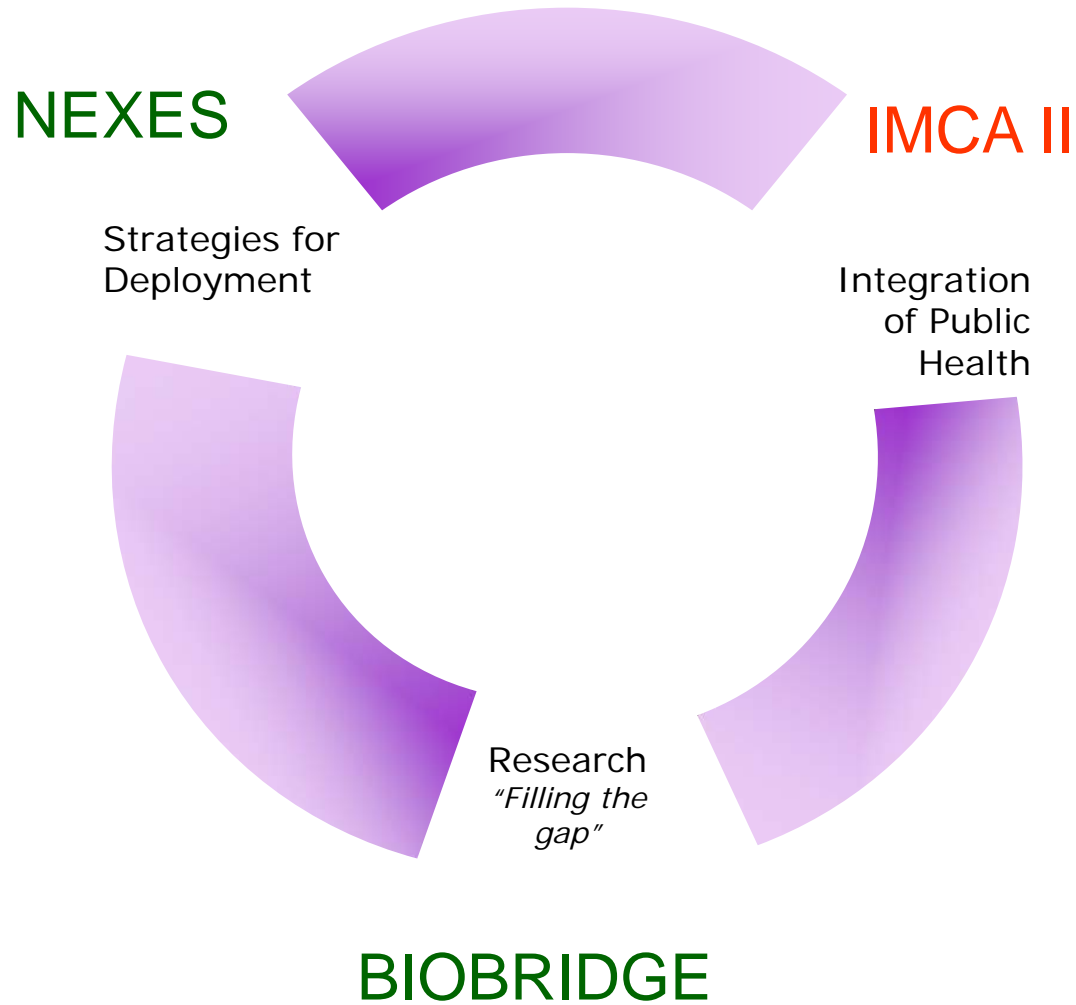 NEXES
IMCA II
Strategies for
Deployment
Integration
of Public
Health
Research
“Filling the
gap”
BIOBRIDGE